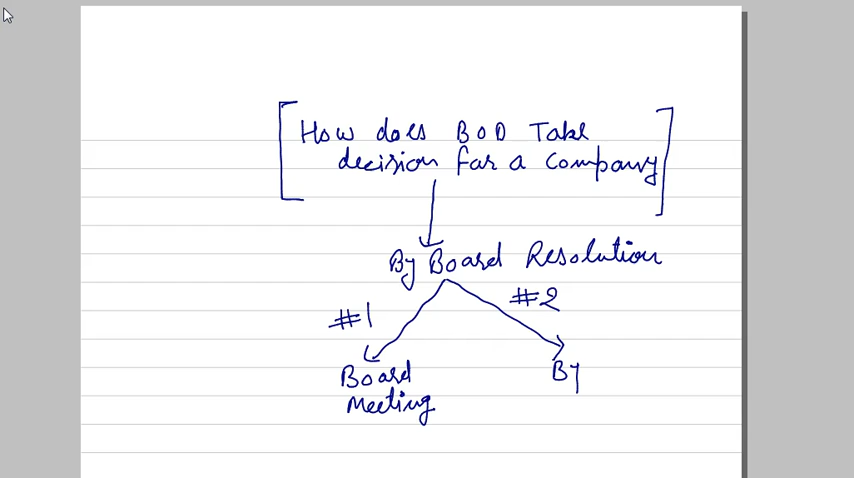 How does BOD Take
decision for a company
By Board Resolution
#1
#2
Board
Meeting
By